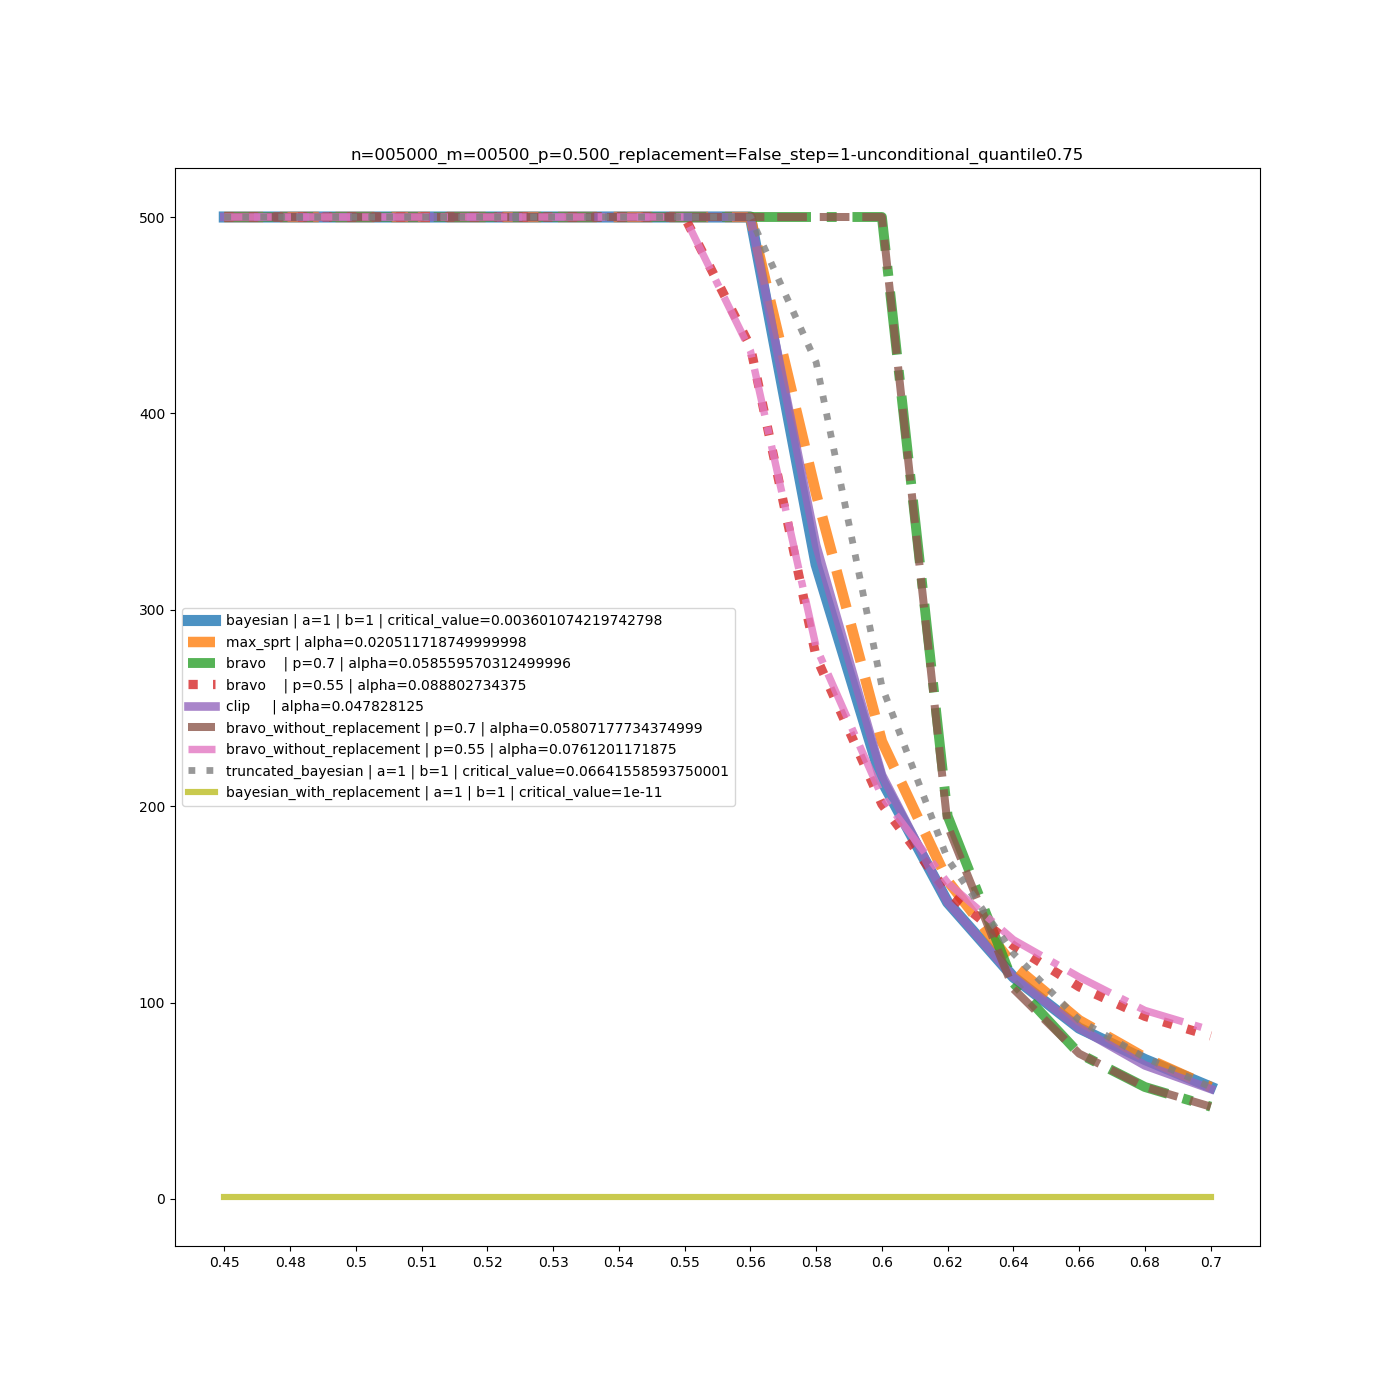 n=005000_m=00500_p=0.500_replacement=False_step=1-unconditional_quantile0.75
500
400
300
200
100
0
bayesian | a=1 | b=1 | critical_value=0.003601074219742798
max_sprt | alpha=0.020511718749999998
bravo | p=0.7 | alpha=0.058559570312499996
bravo | p=0.55 | alpha=0.088802734375
clip | alpha=0.047828125
bravo_without_replacement | p=0.7 | alpha=0.05807177734374999
bravo_without_replacement | p=0.55 | alpha=0.0761201171875
truncated_bayesian | a=1 | b=1 | critical_value=0.06641558593750001
bayesian_with_replacement | a=1 | b=1 | critical_value=1e-11
0.45 0.48 0.5 0.51 0.52 0.53 0.54 0.55 0.56 0.58 0.6 0.62 0.64 0.66 0.68 0.7